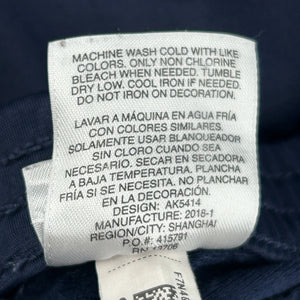 MACHINE WASH COLD WITH LIKE
COLORS. ONLY NON CHLORINE
BLEACH WHEN NEEDED. TUMBLE
DRY LOW. COOL IRON IF NEEDED.
DO NOT IRON ON DECORATION.
LAVAR A MÁQUINA EN AGUA FRÍA
CON COLORES SIMILARES.
SOLAMENTE USAR BLANQUEADOR
SIN CLORO CUANDO SEA
NECESARIO. SECAR EN SECADORA
A BAJA TEMPERATURA. PLANCHAR
FRÍA SI SE NECESITA. NO PLANCHAR
EN LA DECORACIÓN.
DESIGN: AK5414
MANUFACTURE: 2018-1
REGION/CITY: SHANGHAI
P.O.#: 415791